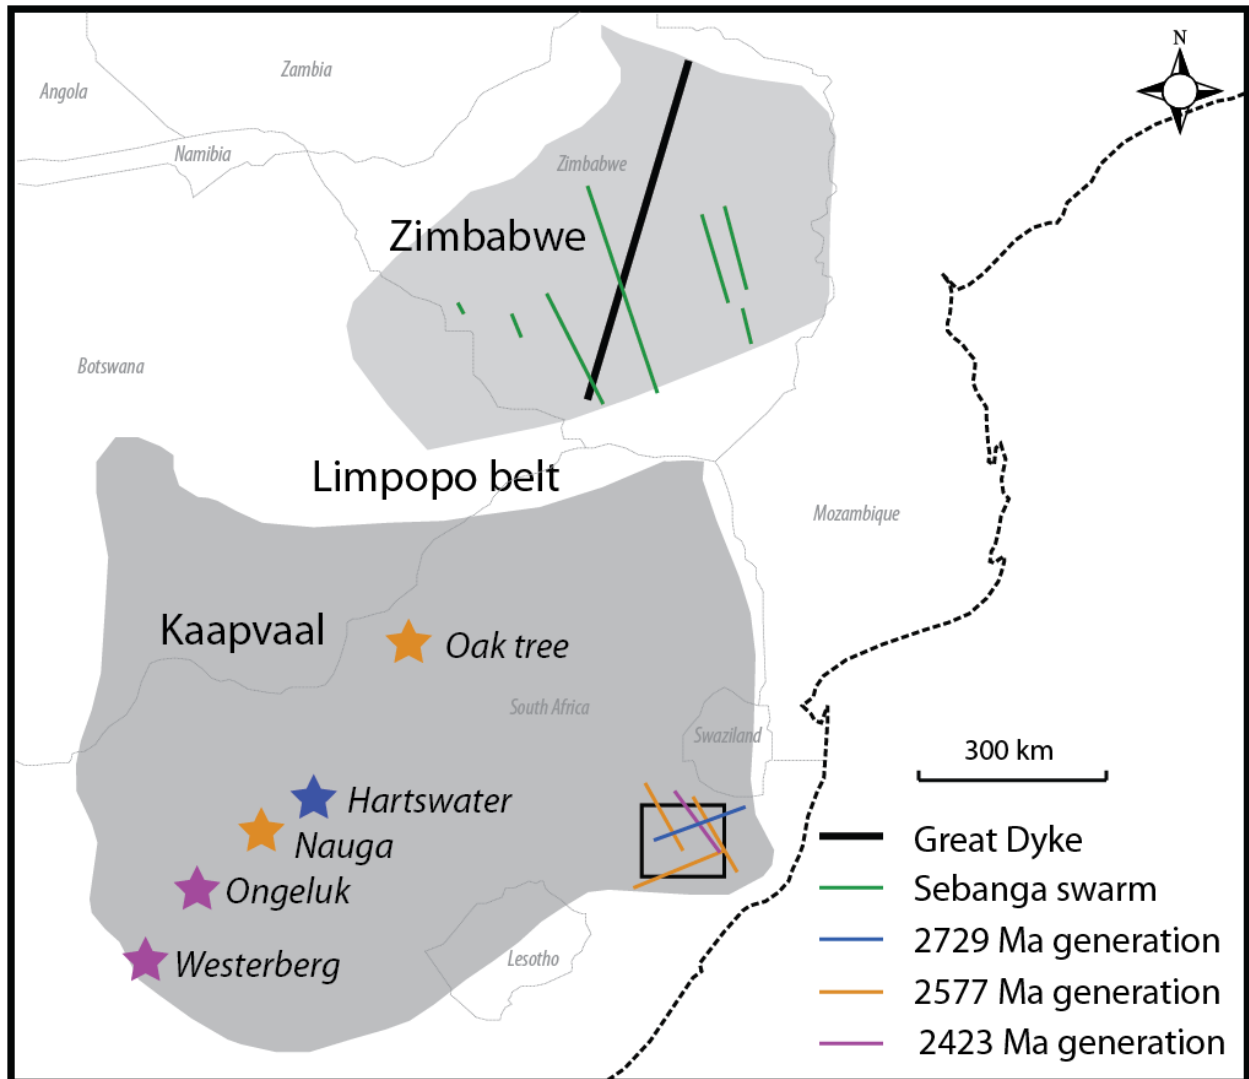 N
Zambia
Angola
Namibia
Zimbabwe
Zimbabwe
Botswana
Limpopo belt
Mozambique
Kaapvaal
Oak tree
South Africa
Swaziland
300 km
Hartswater
Nauga
Great Dyke
Ongeluk
Sebanga swarm
2729 Ma generation
Westerberg
Lesotho
2577 Ma generation
2423 Ma generation